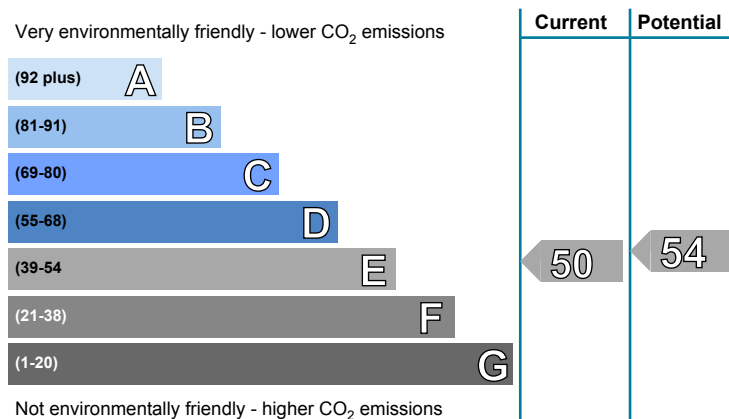 Very environmentally friendly - lower CO2 emissions
Current
Potential
(92 plus) A
(81-91) B
(69-80) C
(55-68) D
(39-54 E
50
54
(21-38) F
(1-20) G
Not environmentally friendly - higher CO2 emissions